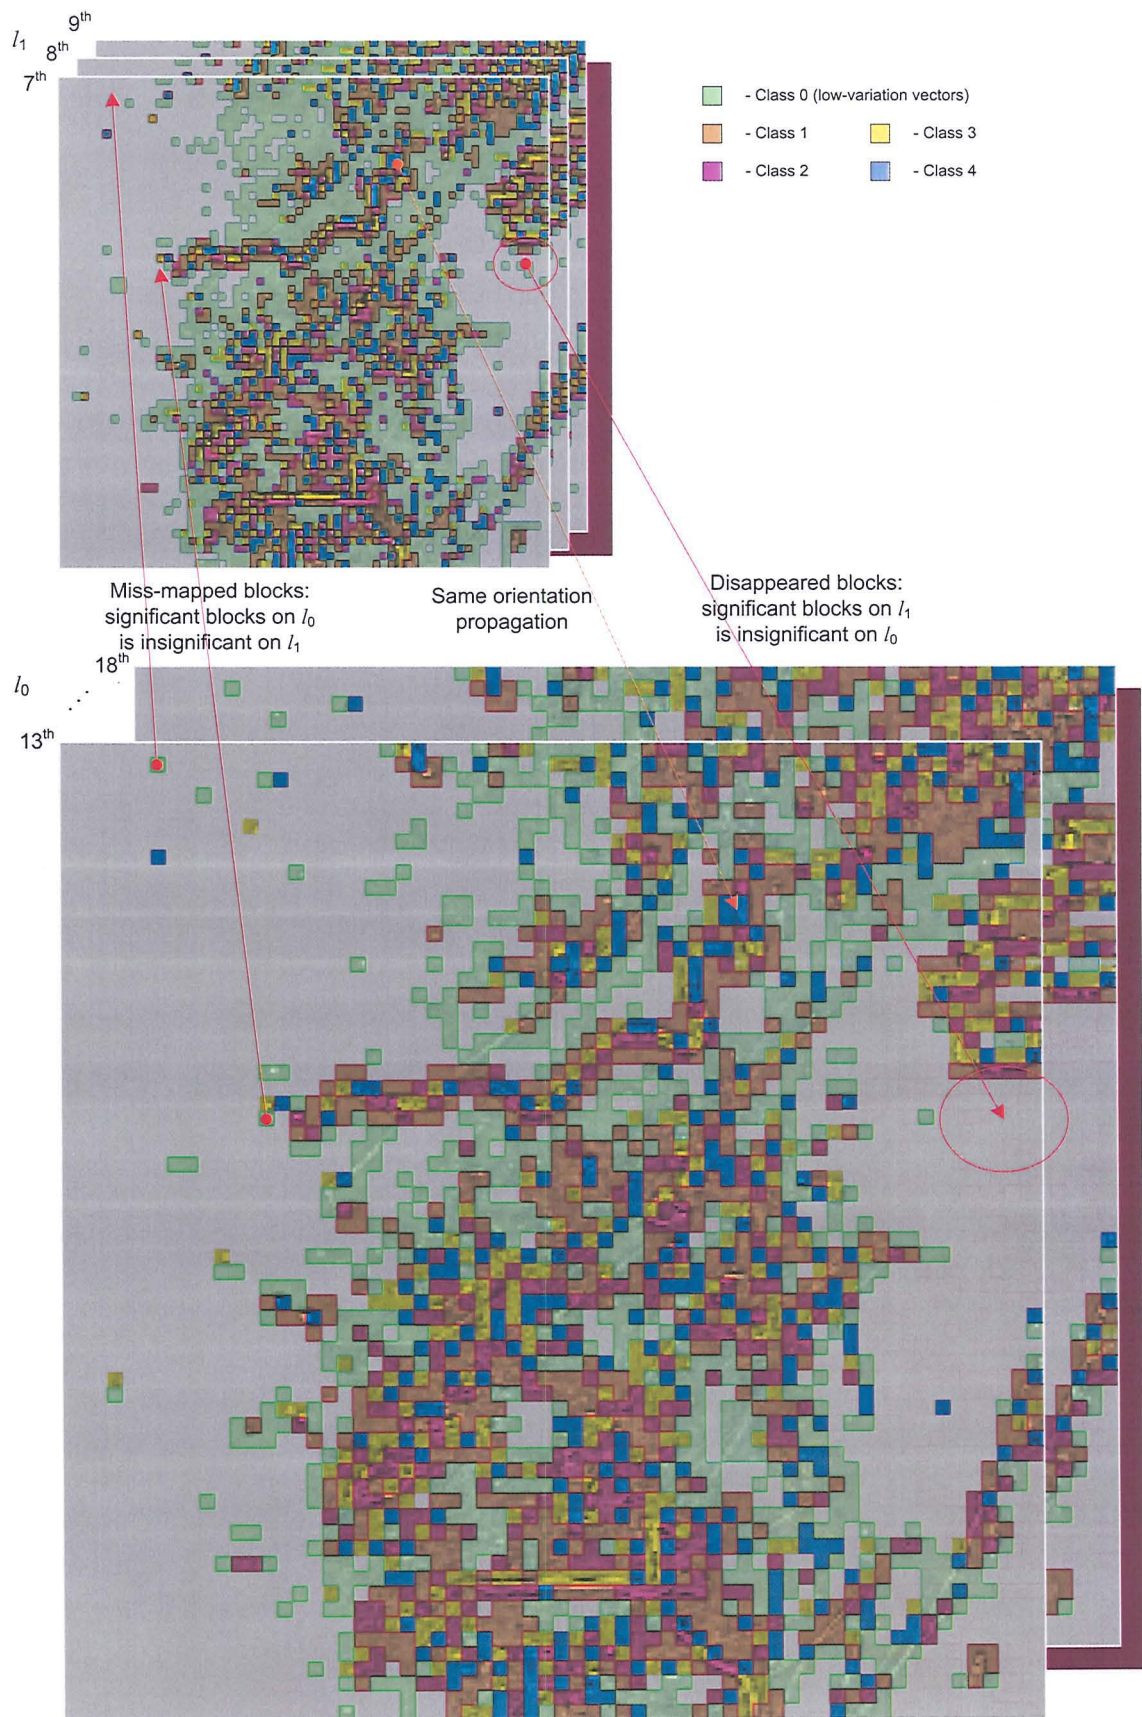 9th
l1
8th
7th
- Class 0 (low-variation vectors)
- Class 1
- Class 3
- Class 2
- Class 4
Miss-mapped blocks:
significant blocks on l0
is insignificant on l1
Same orientation
propagation
Disappeared blocks:
significant blocks on l1
is insignificant on l0
18th
l0
13th